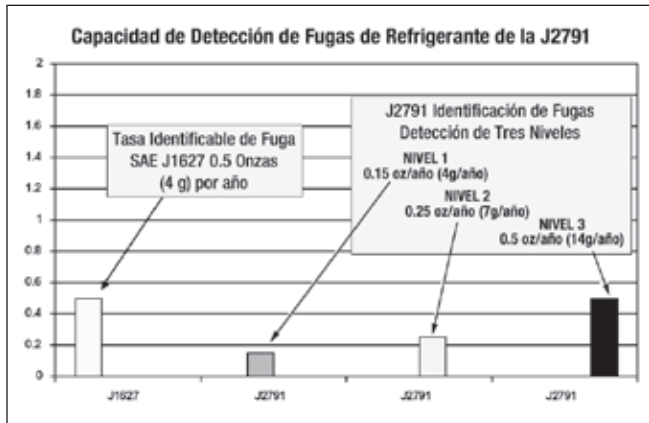 Capacidad de Detección de Fugas de Refrigerante de la J2791
2
1.8
1.6
1.4
1.2
1
0.8
0.6
0.4
0.2
0
Tasa Identificable de Fuga
SAE J1627 0.5 Onzas
(4 g) por año
J2791 Identificación de Fugas
Detección de Tres Niveles
NIVEL 1
0.15 oz/año (4g/año)
NIVEL 2
0.25 oz/año (7g/año)
NIVEL 3
0.5 oz/año (14g/año)
J1627
J2791
J2791
J2791